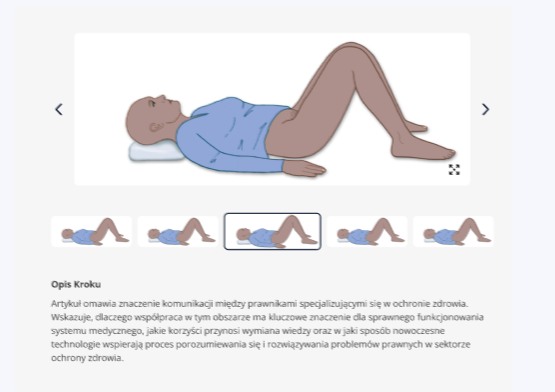 Opis Kroku
Artykuł omawia znaczenie komunikacji między prawnikami specjalizującymi się w ochronie zdrowia.
Wskazuje, dlaczego współpraca w tym obszarze ma kluczowe znaczenie dla sprawnego funkcjonowania
systemu medycznego, jakie korzyści przynosi wymiana wiedzy oraz w jaki sposób nowoczesne
technologie wspierają proces porozumiewania się i rozwiązywania problemów prawnych w sektorze
ochrony zdrowia.